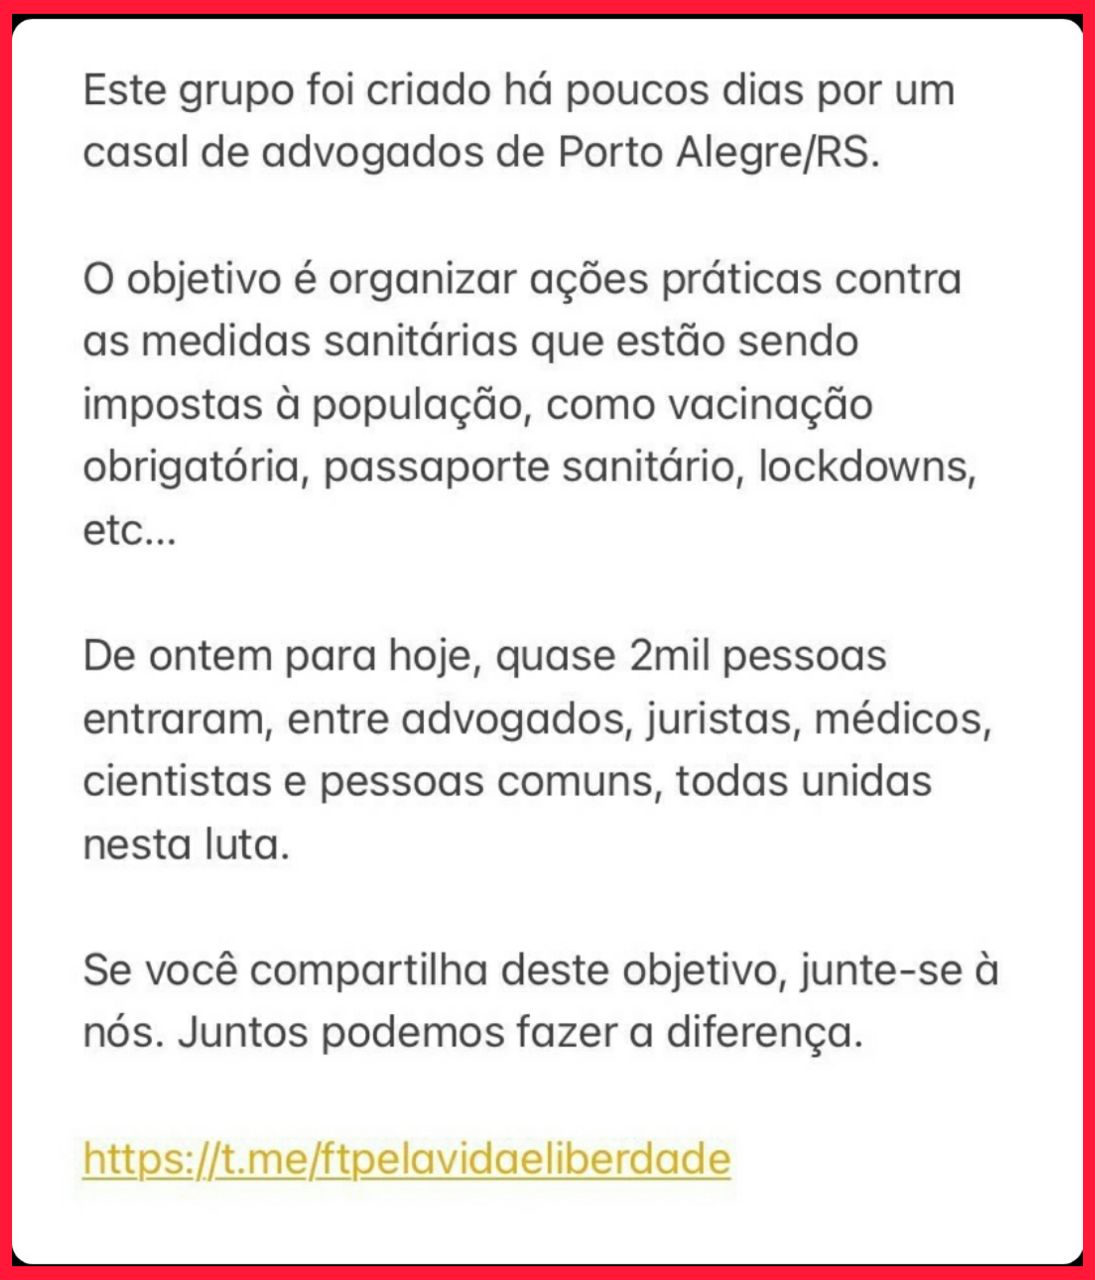 Este grupo foi criado há poucos dias por um
casal de advogados de Porto Alegre/RS.
O objetivo é organizar ações práticas contra
as medidas sanitárias que estão sendo
impostas à população, como vacinação
obrigatória, passaporte sanitário, lockdowns,
etc...
De ontem para hoje, quase 2mil pessoas
entraram, entre advogados, juristas, médicos,
cientistas e pessoas comuns, todas unidas
nesta luta.
Se você compartilha deste objetivo, junte-se à
nós. Juntos podemos fazer a diferença.
https://t.me/ftpelavidaeliberdade